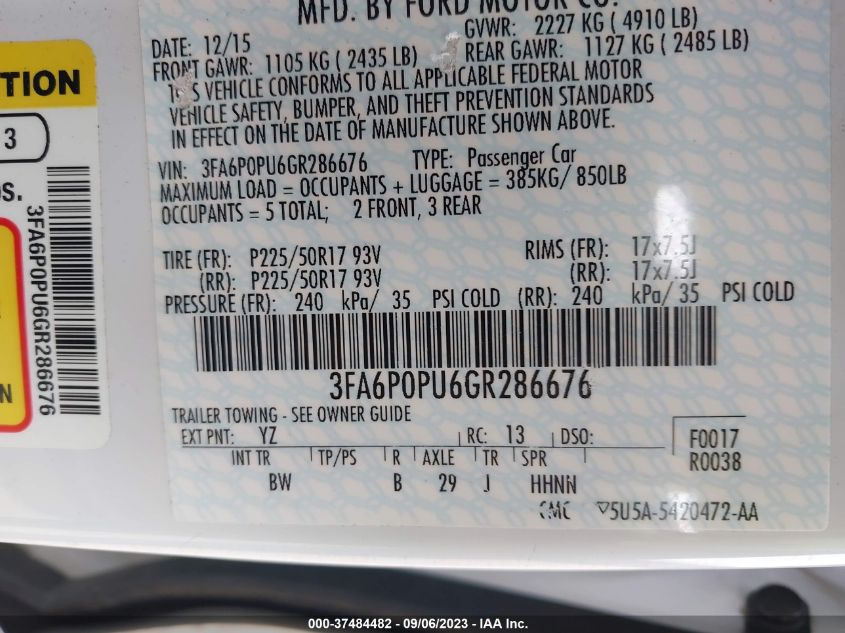 MFD. BY FORD MOTOR CO.
DATE: 12/15 GVWR: 2227 KG ( 4910 LB)
FRONT GAWR: 1105 KG ( 2435 LB) REAR GAWR: 1127 KG ( 2485 LB)
THIS VEHICLE CONFORMS TO ALL APPLICABLE FEDERAL MOTOR
VEHICLE SAFETY, BUMPER, AND THEFT PREVENTION STANDARDS
IN EFFECT ON THE DATE OF MANUFACTURE SHOWN ABOVE.
VIN: 3FA6P0PU6GR286676 TYPE: Passenger Car
MAXIMUM LOAD = OCCUPANTS + LUGGAGE = 385KG/ 850LB
OCCUPANTS = 5 TOTAL; 2 FRONT, 3 REAR
TIRE (FR): P225/50R17 93V RIMS (FR): 17x7.5J
(RR): P225/50R17 93V (RR): 17x7.5J
PRESSURE (FR): 240 kPa/ 35 PSI COLD (RR): 240 kPa/ 35 PSI COLD
3FA6P0PU6GR286676
TRAILER TOWING - SEE OWNER GUIDE
EXT PNT: YZ RC: 13 DSO: F0017
INT TR TP/PS R AXLE TR SPR R0038
BW B 29 J HHNN
CMC 5U5A-5420472-AA
TION
3
3FA6P0PU6GR286676
000-37484482 - 09/06/2023 - IAA Inc.